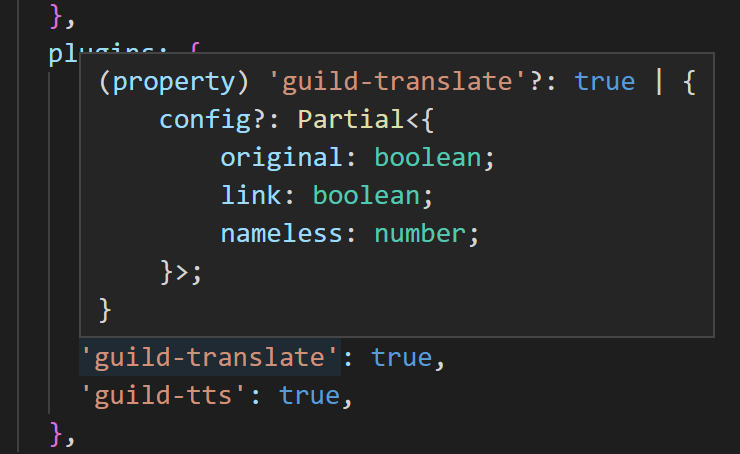 },
plugins: {
(property) 'guild-translate'?: true | {
config?: Partial<{
original: boolean;
link: boolean;
nameless: number;
}>;
}
'guild-translate': true,
'guild-tts': true,
},